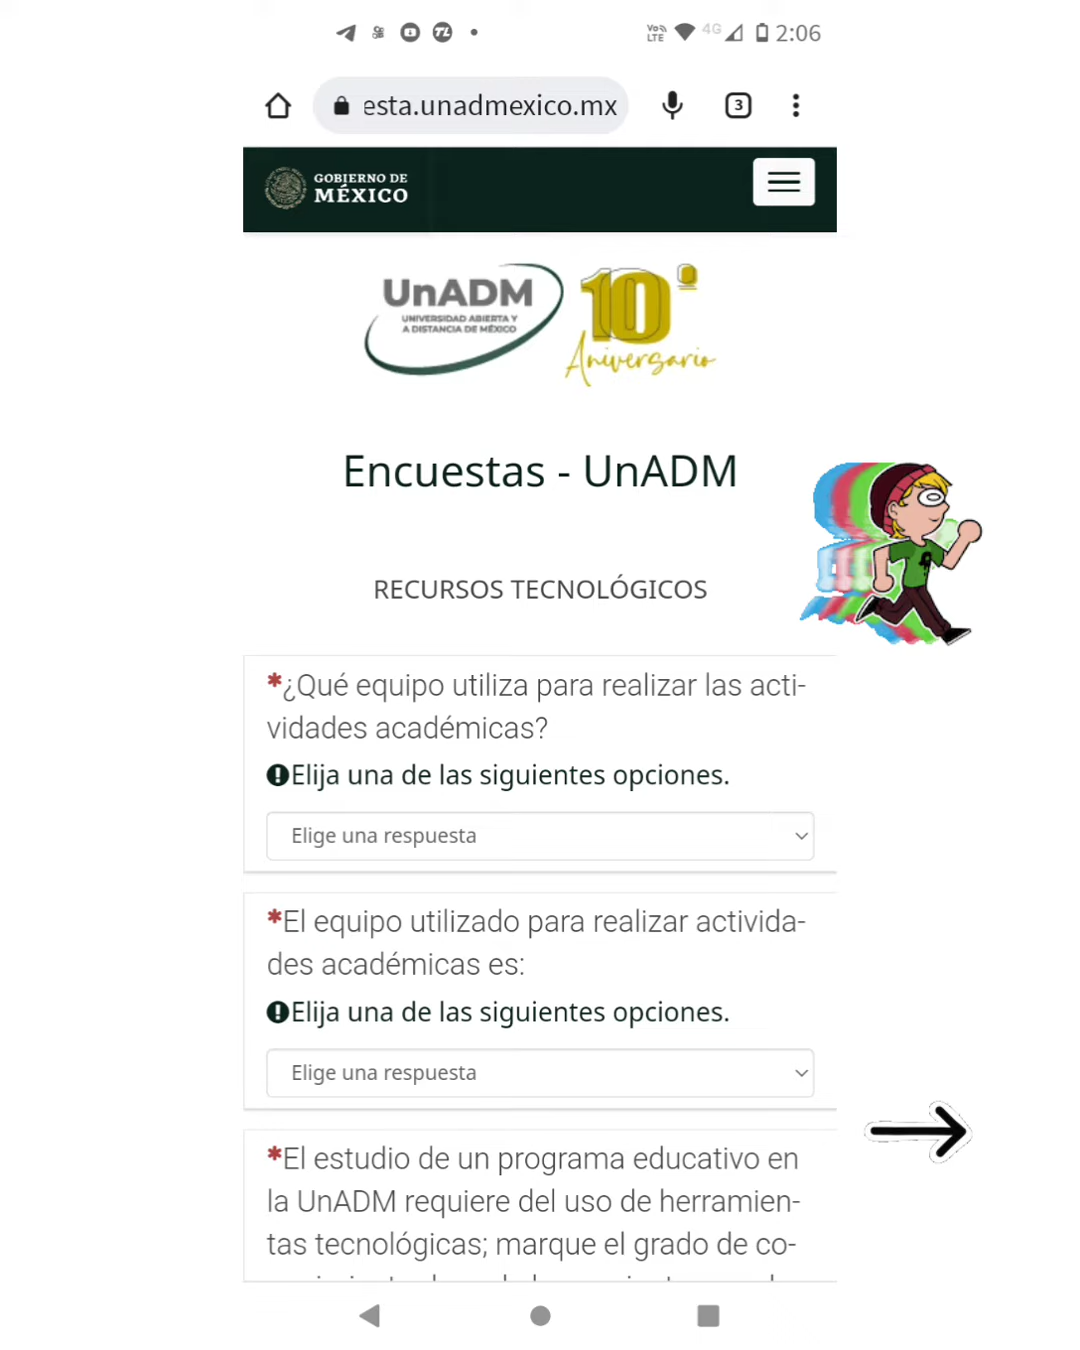 Vo) LTE 4G 2:06
esta.unadmexico.mx 3
GOBIERNO DE
MÉXICO
UnADM
UNIVERSIDAD ABIERTA Y
A DISTANCIA DE MÉXICO
10º
Aniversario
Encuestas - UnADM
RECURSOS TECNOLÓGICOS
*¿Qué equipo utiliza para realizar las acti-
vidades académicas?
Elija una de las siguientes opciones.
Elige una respuesta
*El equipo utilizado para realizar activida-
des académicas es:
Elija una de las siguientes opciones.
Elige una respuesta
*El estudio de un programa educativo en
la UnADM requiere del uso de herramien-
tas tecnológicas; marque el grado de co-